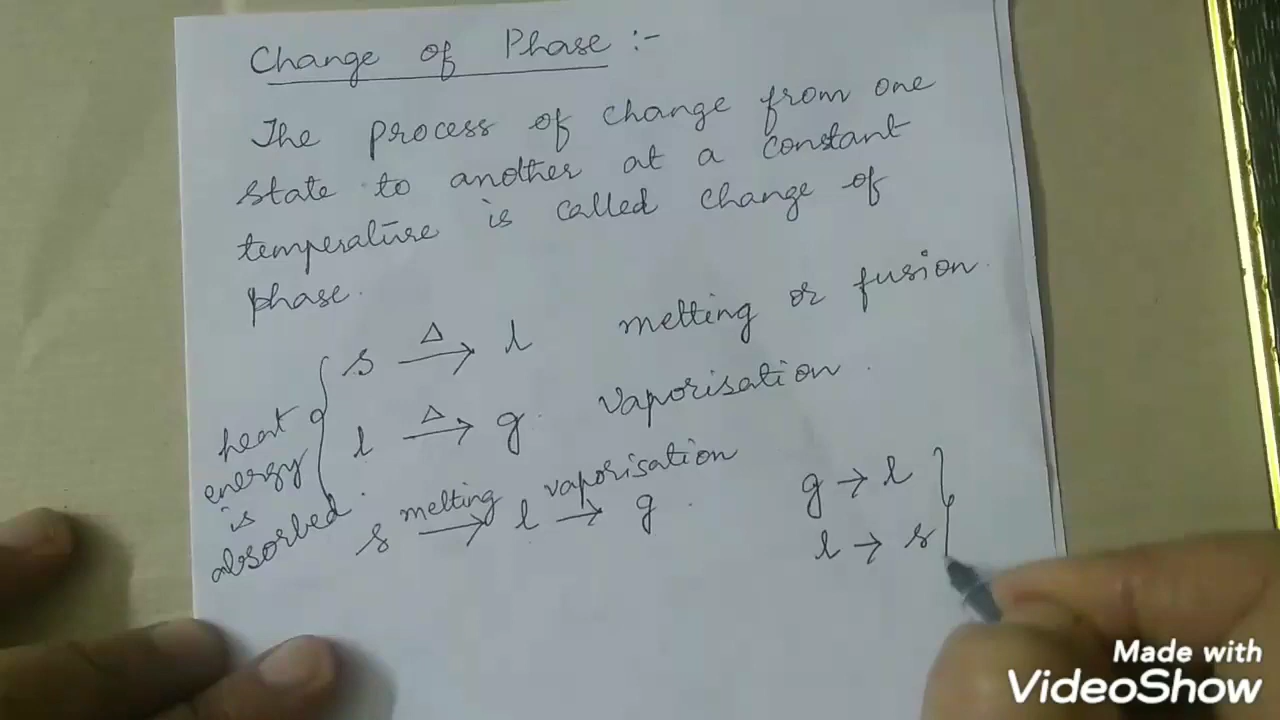 Change of Phase :-
The process of change from one
state to another at a constant
temperature is called change of
phase.
s Δ→ l melting or fusion.
l Δ→ g. vaporisation.
heat
energy
is
absorbed.
s melting→ l vaporisation→ g.
g → l
l → s
Made with
VideoShow